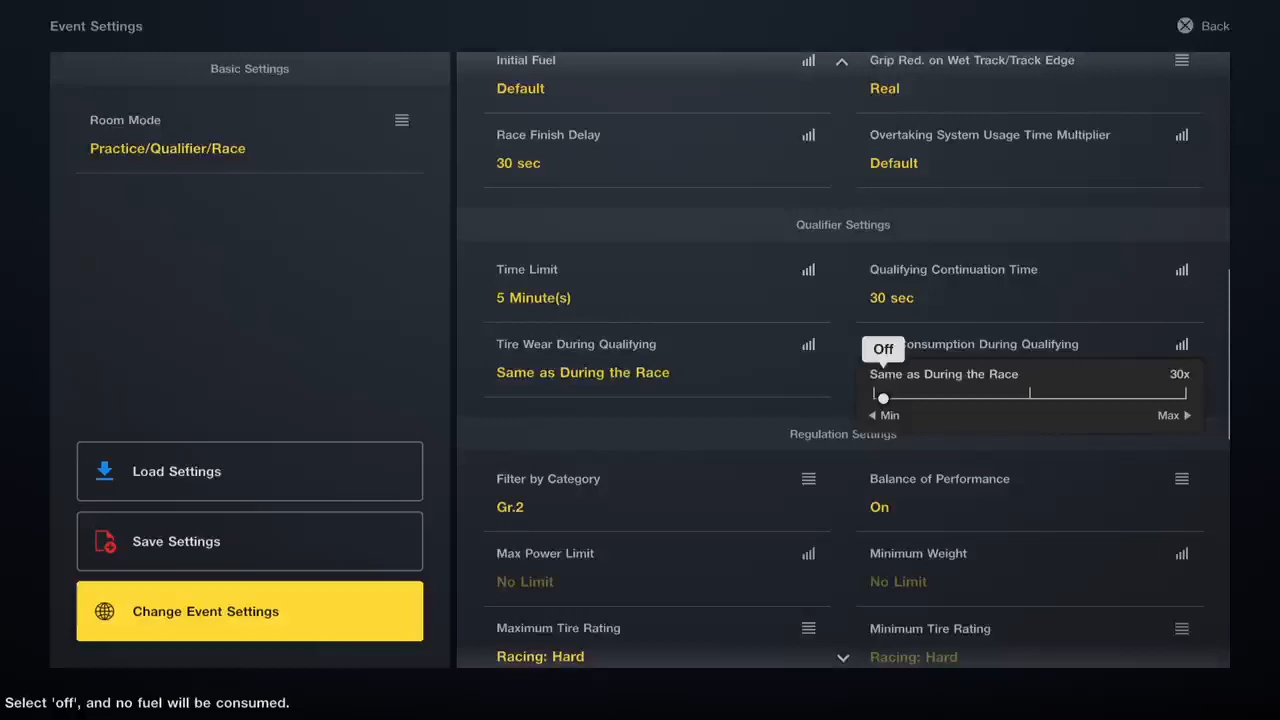 Event Settings
Back
Basic Settings
Room Mode
Practice/Qualifier/Race
Load Settings
Save Settings
Change Event Settings
Initial Fuel
Default
Grip Red. on Wet Track/Track Edge
Real
Race Finish Delay
30 sec
Overtaking System Usage Time Multiplier
Default
Qualifier Settings
Time Limit
5 Minute(s)
Qualifying Continuation Time
30 sec
Tire Wear During Qualifying
Same as During the Race
Consumption During Qualifying
Off
Same as During the Race
30x
Min
Max
Regulation Settings
Filter by Category
Gr.2
Balance of Performance
On
Max Power Limit
No Limit
Minimum Weight
No Limit
Maximum Tire Rating
Racing: Hard
Minimum Tire Rating
Racing: Hard
Select 'off', and no fuel will be consumed.